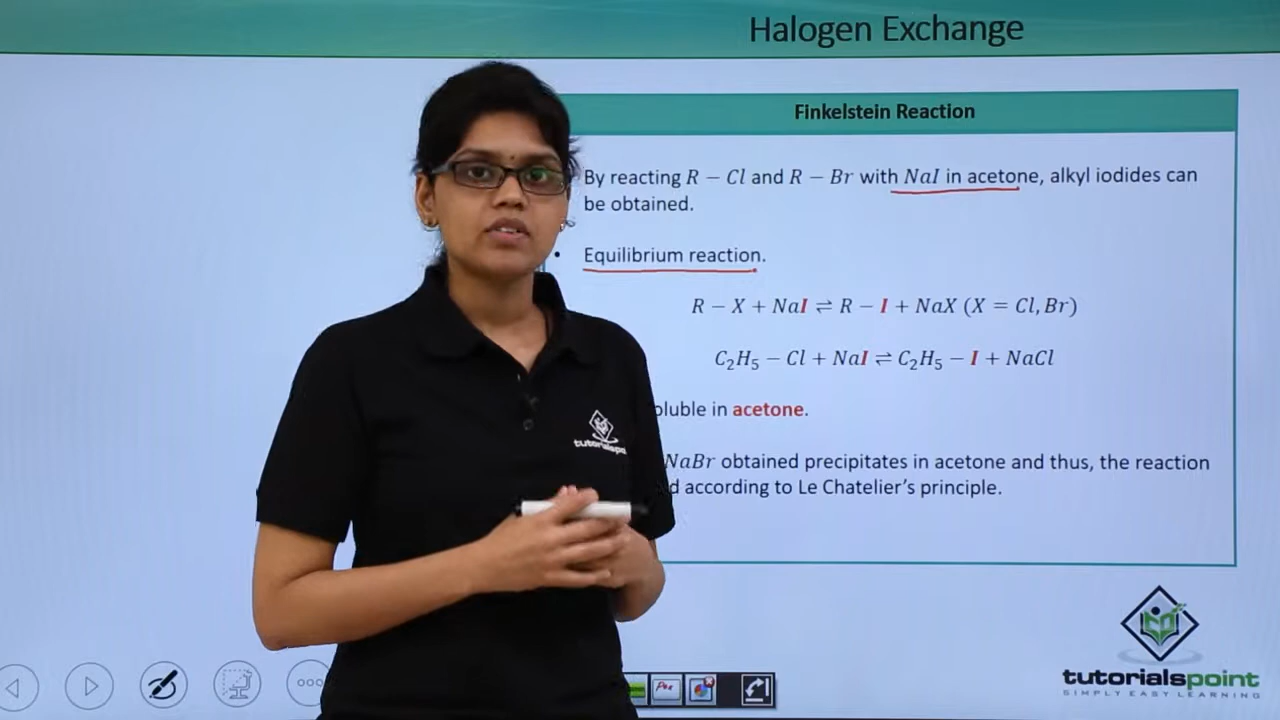 Halogen Exchange
Finkelstein Reaction
By reacting R − Cl and R − Br with NaI in acetone, alkyl iodides can
be obtained.
• Equilibrium reaction.
R − X + NaI ⇌ R − I + NaX (X = Cl, Br)
C₂H₅ − Cl + NaI ⇌ C₂H₅ − I + NaCl
in acetone.
NaBr obtained precipitates in acetone and thus, the reaction
according to Le Chatelier's principle.
tutorialspoint
SIMPLY EASY LEARNING